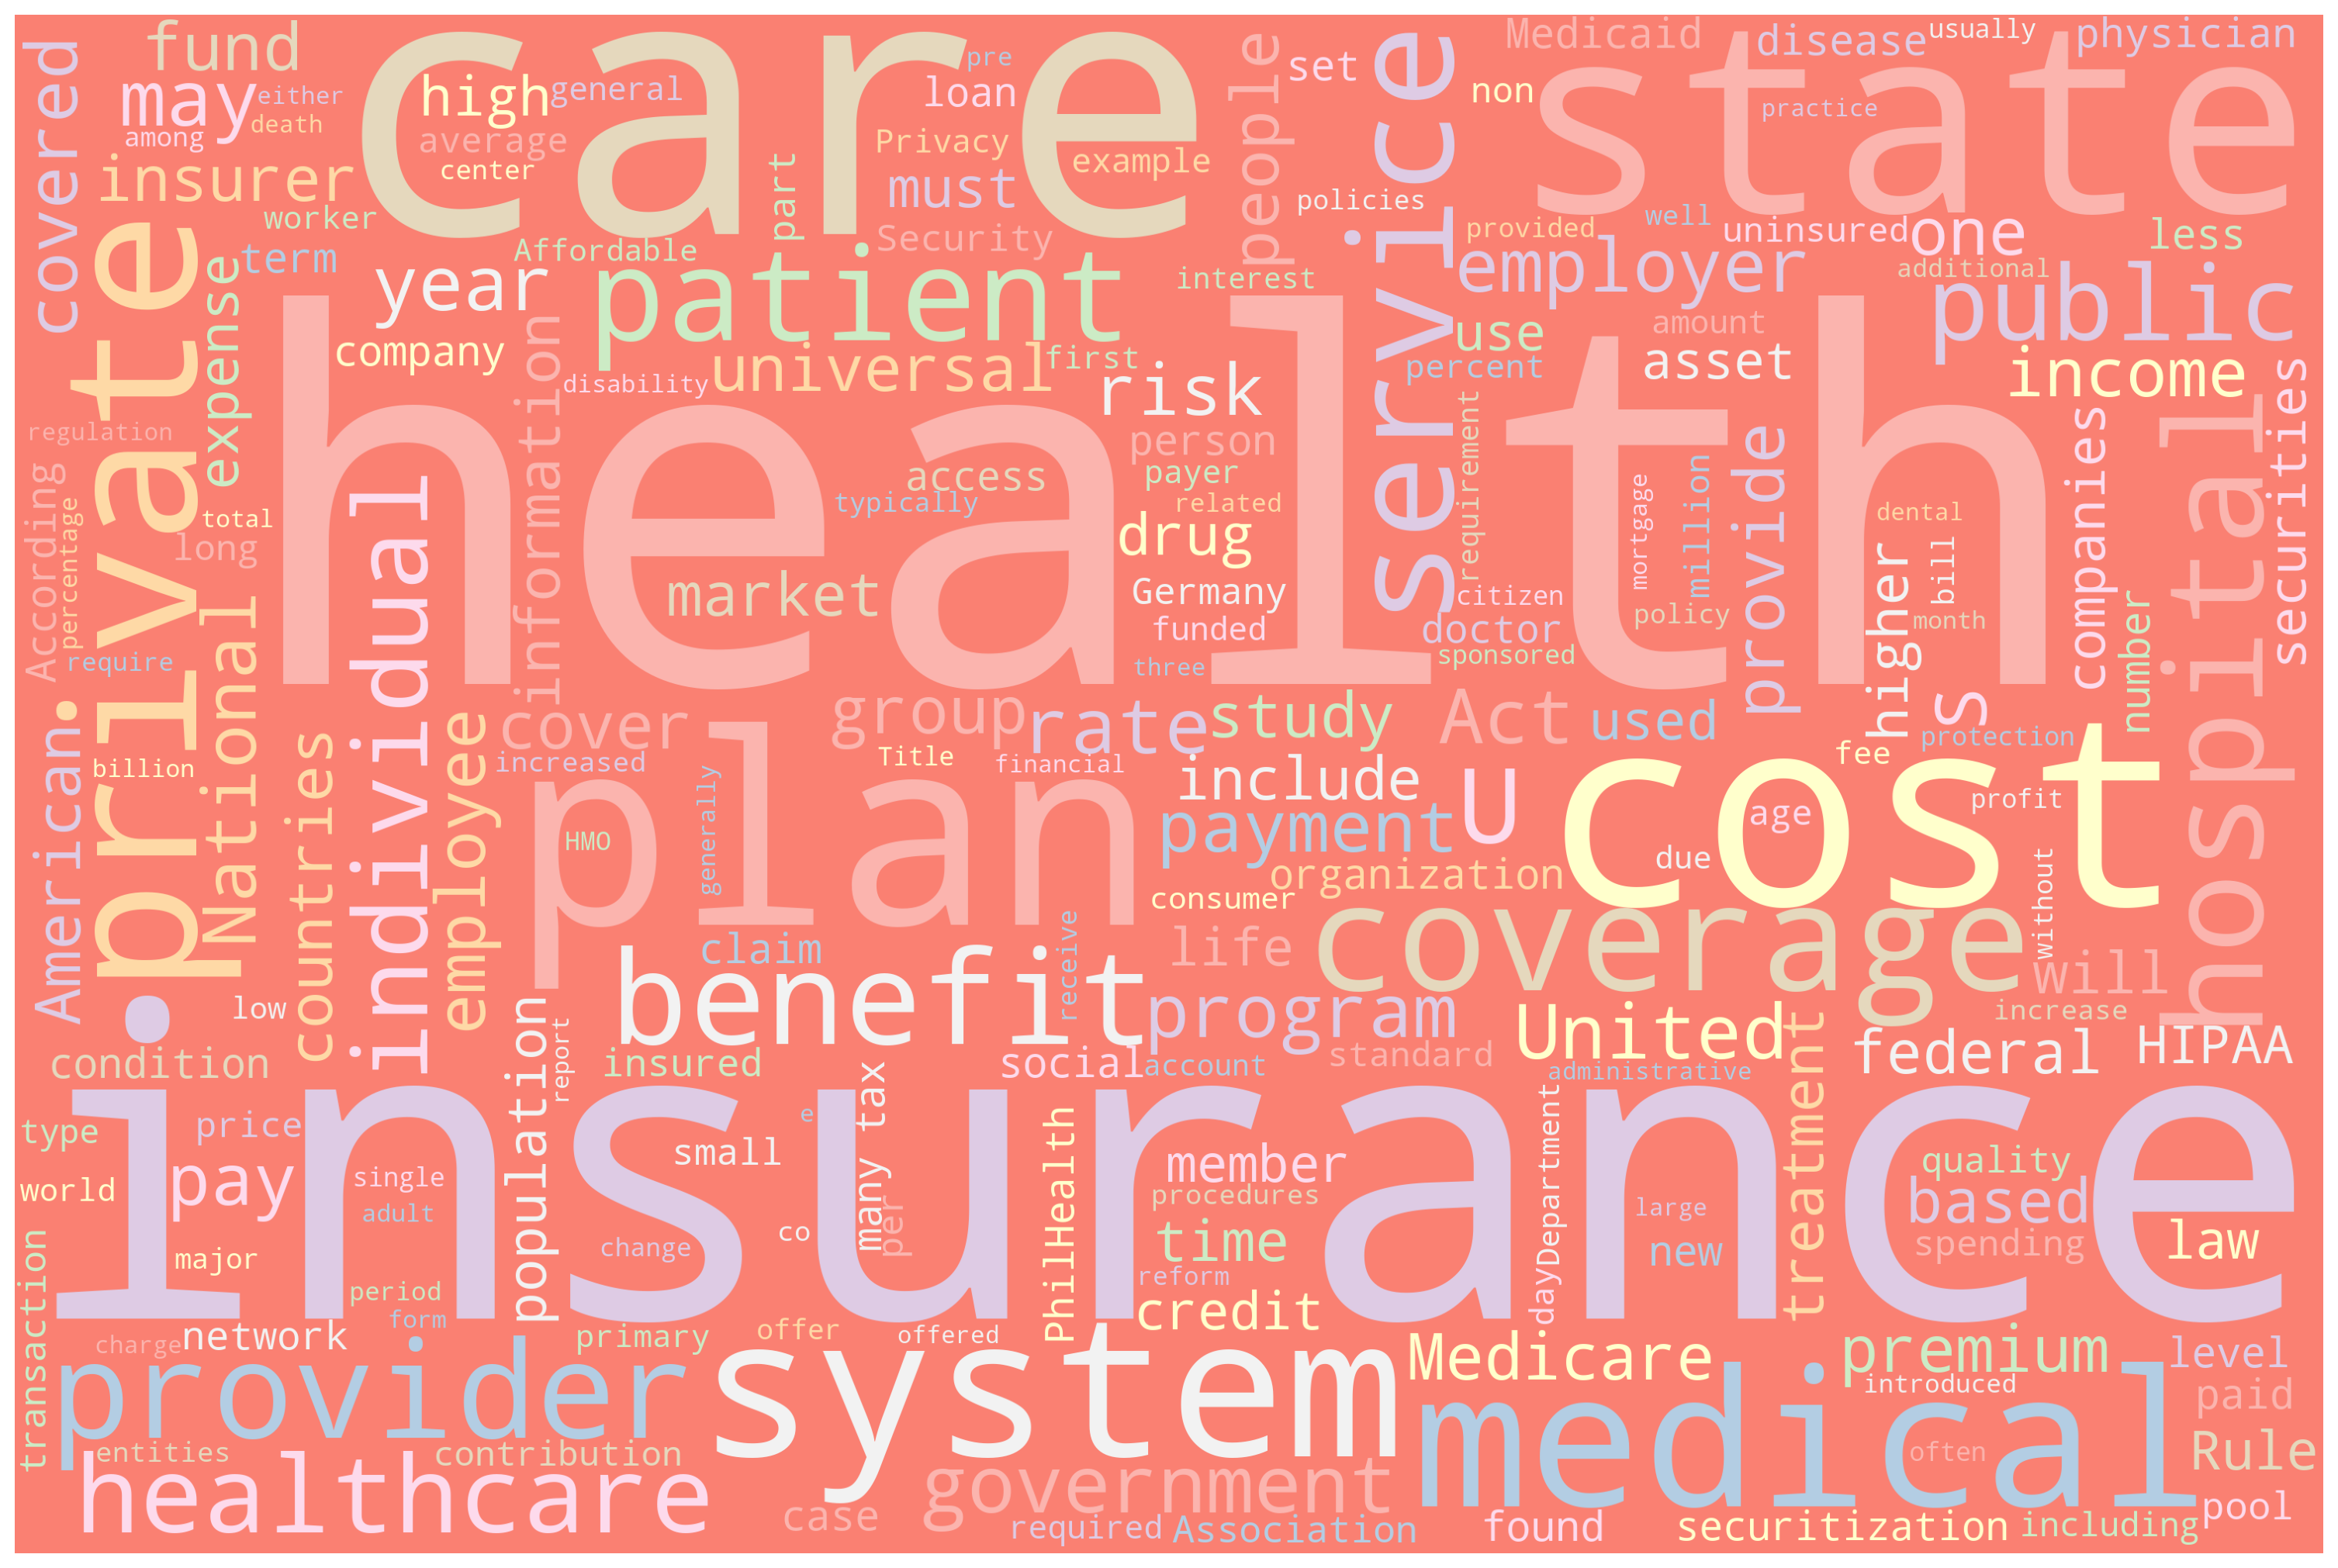 fund
care
pre
people
set
Medicaid
disease
usually
physician
covered
may
either
high
general
loan
service
non
state
practice
among
death
average
Privacy
example
center
insurer
part
must
policies
worker
term
Affordable
Security
interest
provided
well
uninsured
one
less
employer
additional
private
expense
year
patient
company
universal
first
use
amount
public
percent
asset
income
securities
disability
risk
information
regulation
According
percentage
health
person
requirement
provide
companies
hospital
access
payer
typically
related
million
mortgage
dental
total
long
National
individual
drug
market
Germany
citizen
policy
higher
bill
month
number
funded
doctor
require
three
sponsored
American
countries
employee
cover
group
rate
study
Act
used
S
protection
billion
increased
Title
financial
include
U
fee
cost
profit
plan
HMO
generally
payment
age
due
organization
consumer
coverage
without
claim
receive
life
Will
low
benefit
program
United
increase
condition
population
report
insured
social
account
standard
treatment
federal
HIPAA
administrative
insurance
type
price
e
many
tax
PhilHealth
dayDepartment
pay
small
member
quality
world
single
procedures
based
adult
co
per
large
spending
law
transaction
major
change
time
new
period
reform
form
credit
charge
network
primary
offer
offered
Medicare
premium
level
introduced
provider
system
medical
paid
entities
contribution
often
Rule
healthcare
government
case
required
Association
found
securitization
including
pool